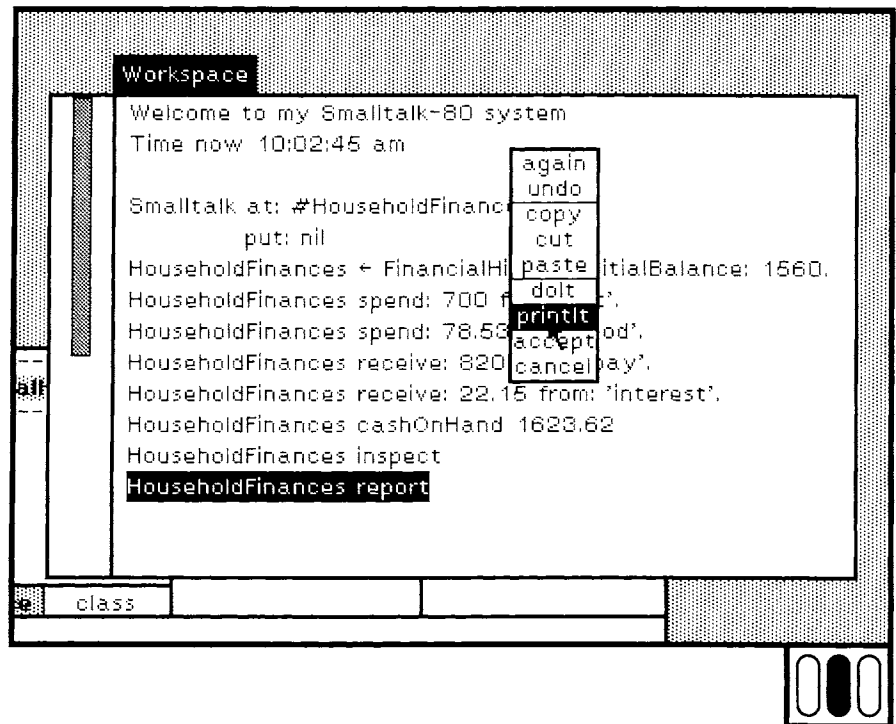 Workspace
Welcome to my Smalltalk-80 system
Time now 10:02:45 am
Smalltalk at: #HouseholdFinanc
put: nil
HouseholdFinances ← FinancialHi itialBalance: 1560.
HouseholdFinances spend: 700 f t'.
HouseholdFinances spend: 78.53 od'.
HouseholdFinances receive: 820 ay'.
HouseholdFinances receive: 22.15 from: 'interest'.
HouseholdFinances cashOnHand 1623.62
HouseholdFinances inspect
HouseholdFinances report
again
undo
copy
cut
paste
doIt
printIt
accept
cancel
all
e class